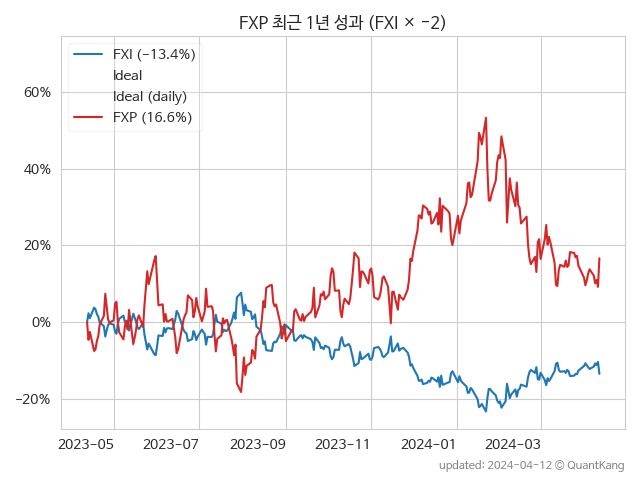 FXP 최근 1년 성과 (FXI × −2)
FXI (−13.4%)
Ideal
Ideal (daily)
FXP (16.6%)
60%
40%
20%
0%
−20%
2023-05 2023-07 2023-09 2023-11 2024-01 2024-03
updated: 2024-04-12 © QuantKang